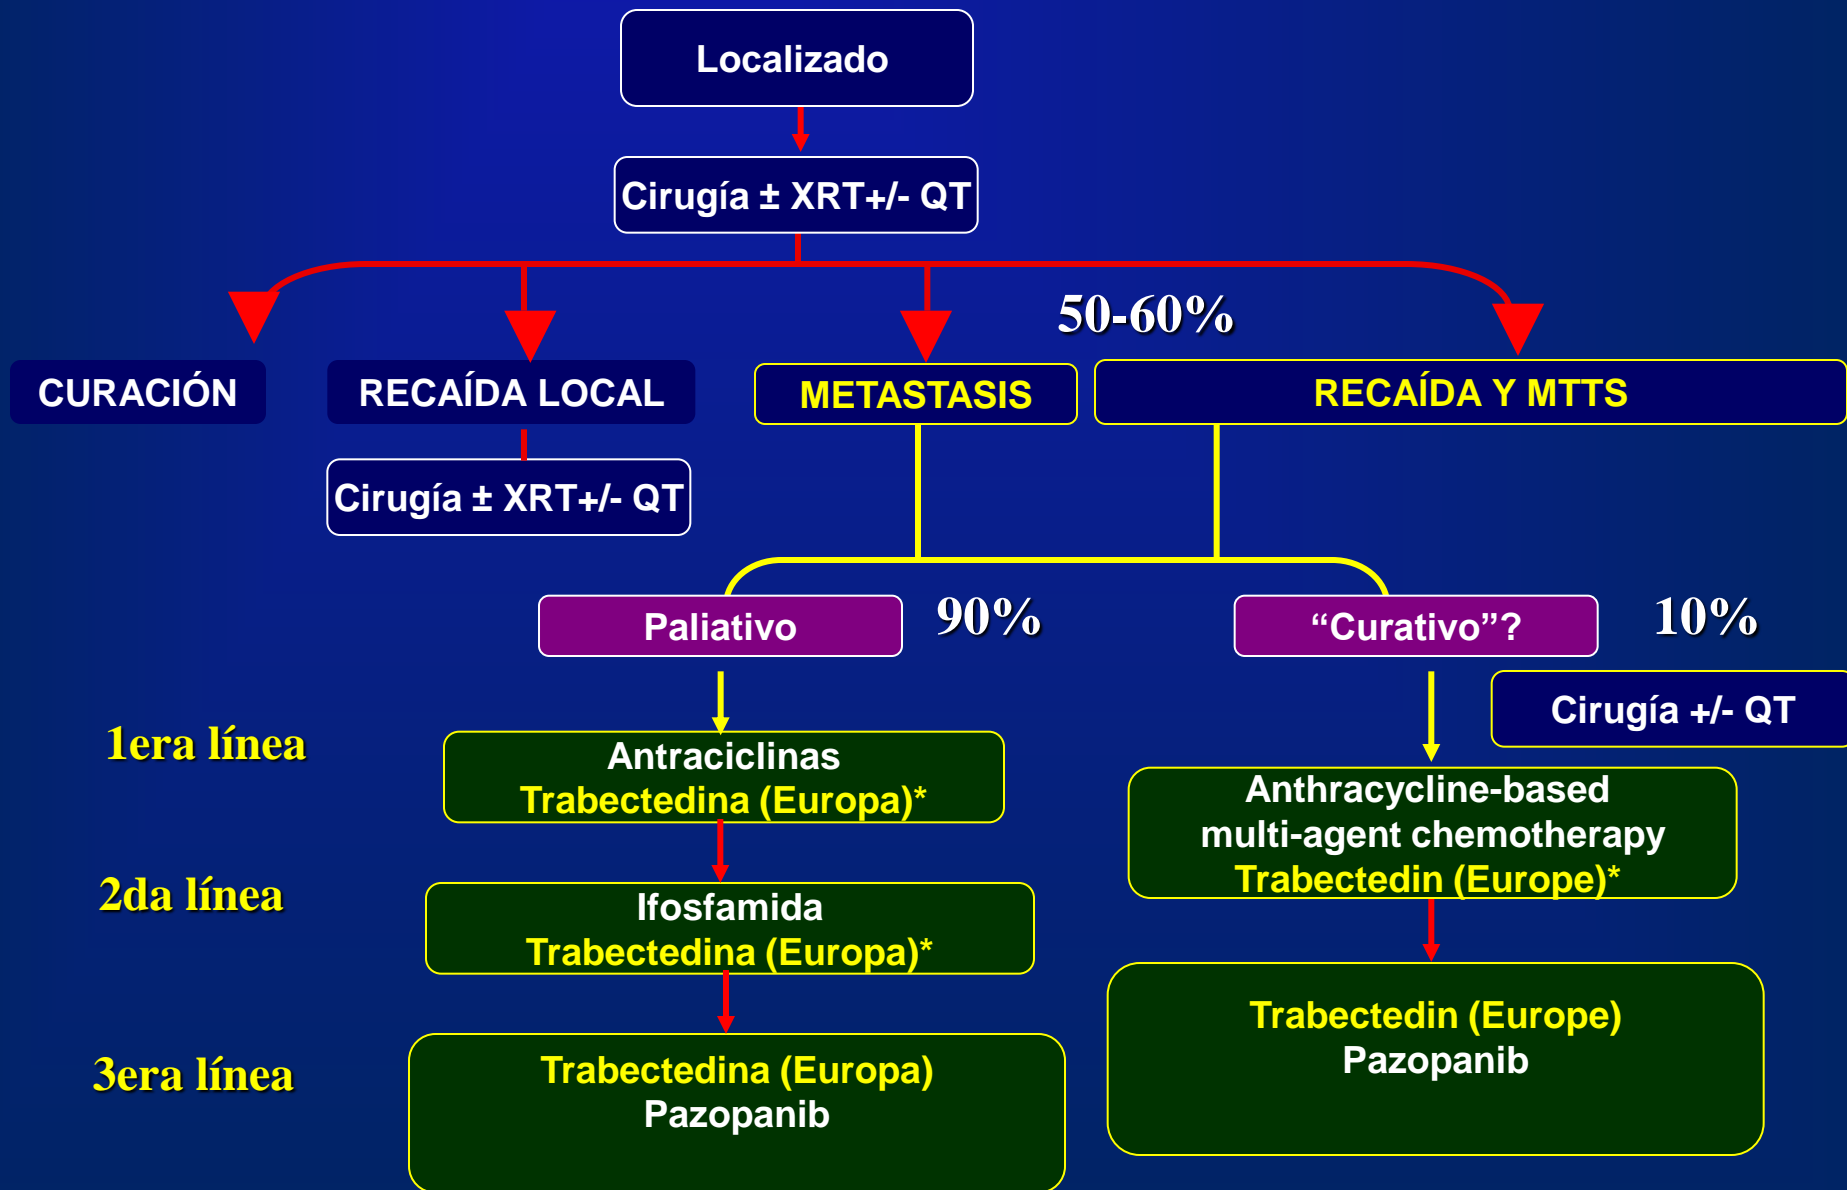 Localizado
Cirugía ± XRT+/- QT
50-60%
CURACIÓN
RECAÍDA LOCAL
METASTASIS
RECAÍDA Y MTTS
Cirugía ± XRT+/- QT
Paliativo
90%
“Curativo”?
10%
Cirugía +/- QT
1era línea
Antraciclinas
Trabectedina (Europa)*
Anthracycline-based
multi-agent chemotherapy
Trabectedin (Europe)*
2da línea
Ifosfamida
Trabectedina (Europa)*
3era línea
Trabectedina (Europa)
Pazopanib
Trabectedin (Europe)
Pazopanib